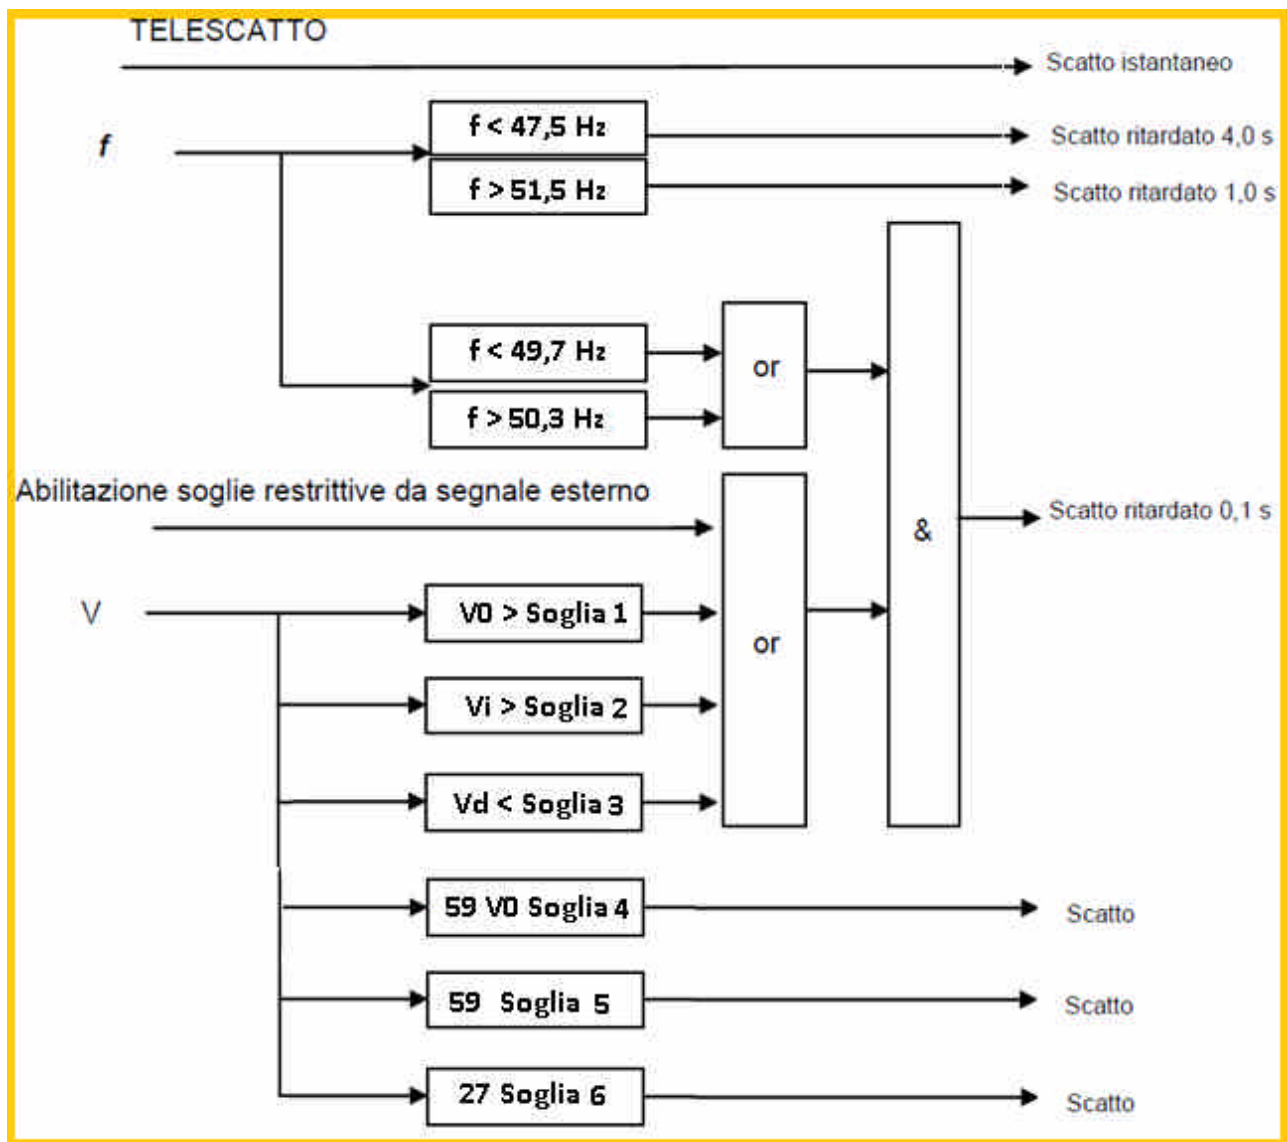 TELESCATTO
Scatto istantaneo
f < 47,5 Hz
Scatto ritardato 4,0 s
f
f > 51,5 Hz
Scatto ritardato 1,0 s
f < 49,7 Hz
or
f > 50,3 Hz
Abilitazione soglie restrittive da segnale esterno
Scatto ritardato 0,1 s
&
V
V0 > Soglia 1
or
Vi > Soglia 2
Vd < Soglia 3
59 V0 Soglia 4
Scatto
59 Soglia 5
Scatto
27 Soglia 6
Scatto